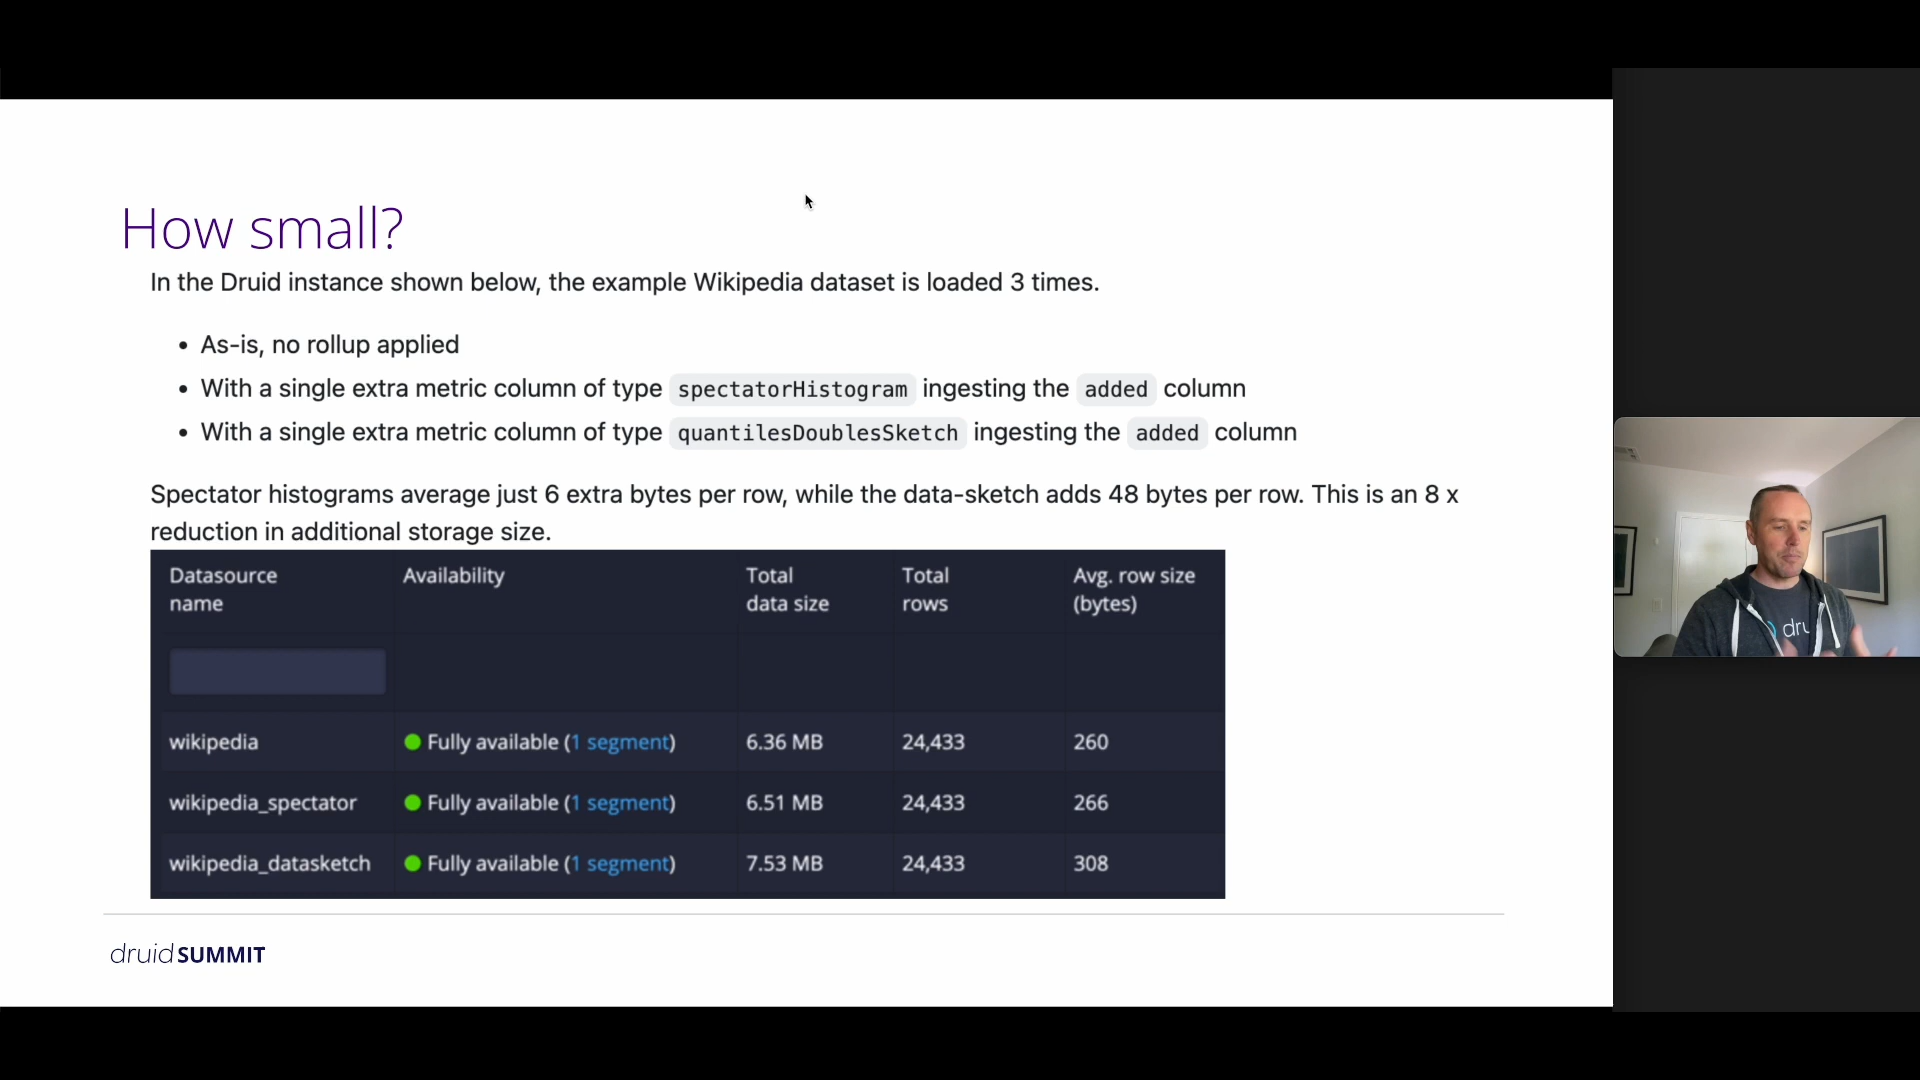 How small?
In the Druid instance shown below, the example Wikipedia dataset is loaded 3 times.
• As-is, no rollup applied
• With a single extra metric column of type spectatorHistogram ingesting the added column
• With a single extra metric column of type quantilesDoublesSketch ingesting the added column
Spectator histograms average just 6 extra bytes per row, while the data-sketch adds 48 bytes per row. This is an 8 x
reduction in additional storage size.
Datasource name Availability Total data size Total rows Avg. row size (bytes)
wikipedia Fully available (1 segment) 6.36 MB 24,433 260
wikipedia_spectator Fully available (1 segment) 6.51 MB 24,433 266
wikipedia_datasketch Fully available (1 segment) 7.53 MB 24,433 308
druid SUMMIT
dru